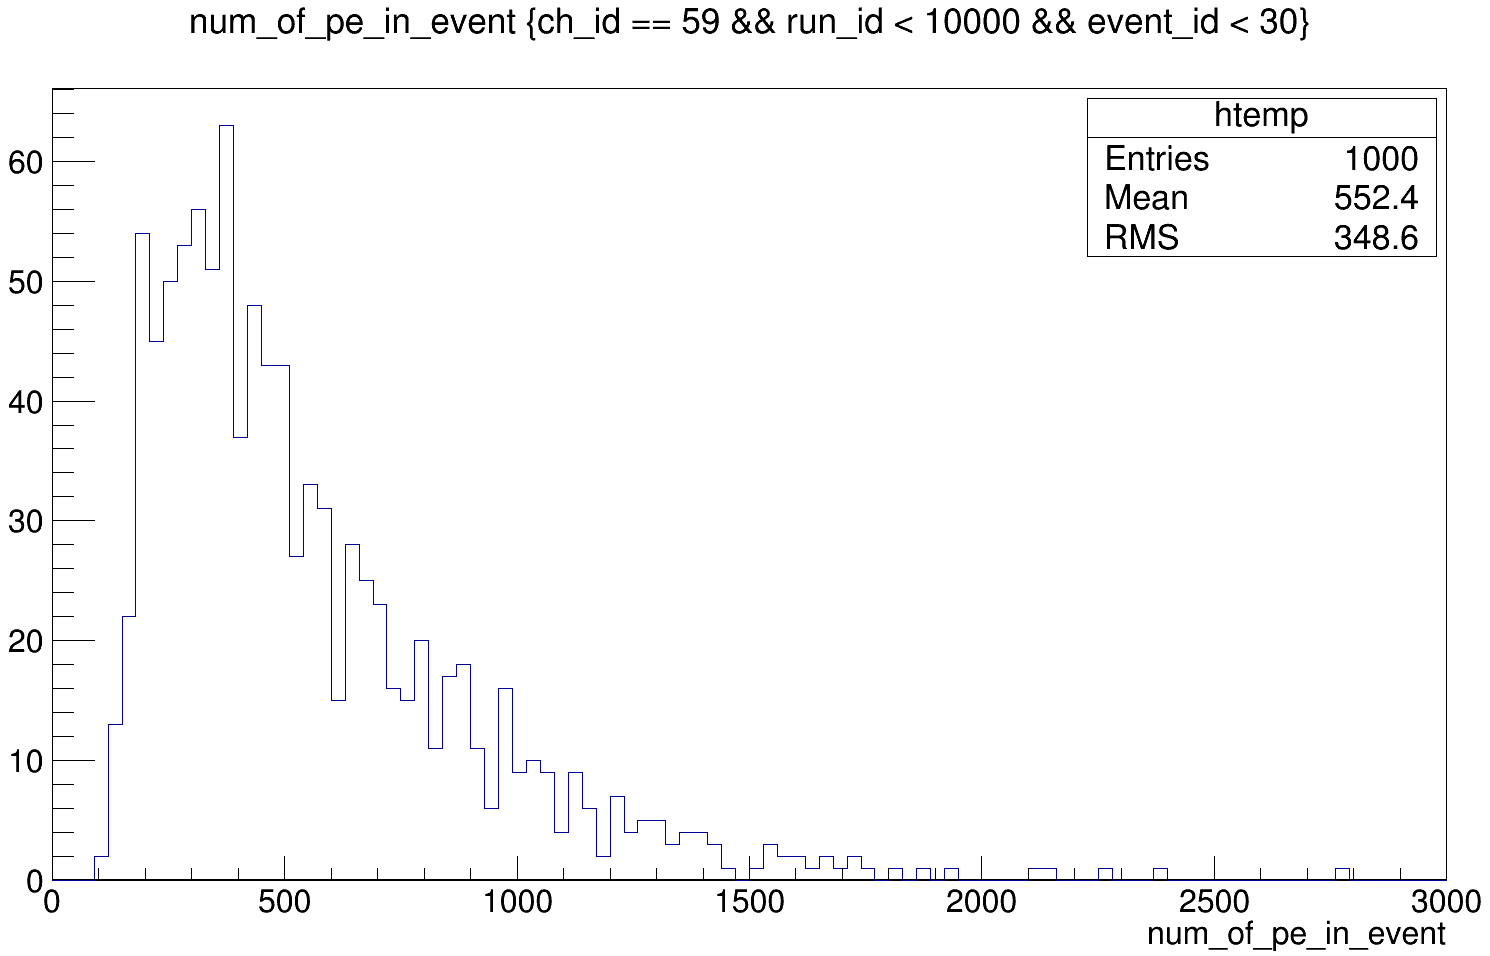 num_of_pe_in_event {ch_id == 59 && run_id < 10000 && event_id < 30}
htemp
Entries 1000
Mean 552.4
RMS 348.6
60
50
40
30
20
10
0
0 500 1000 1500 2000 2500 3000
num_of_pe_in_event